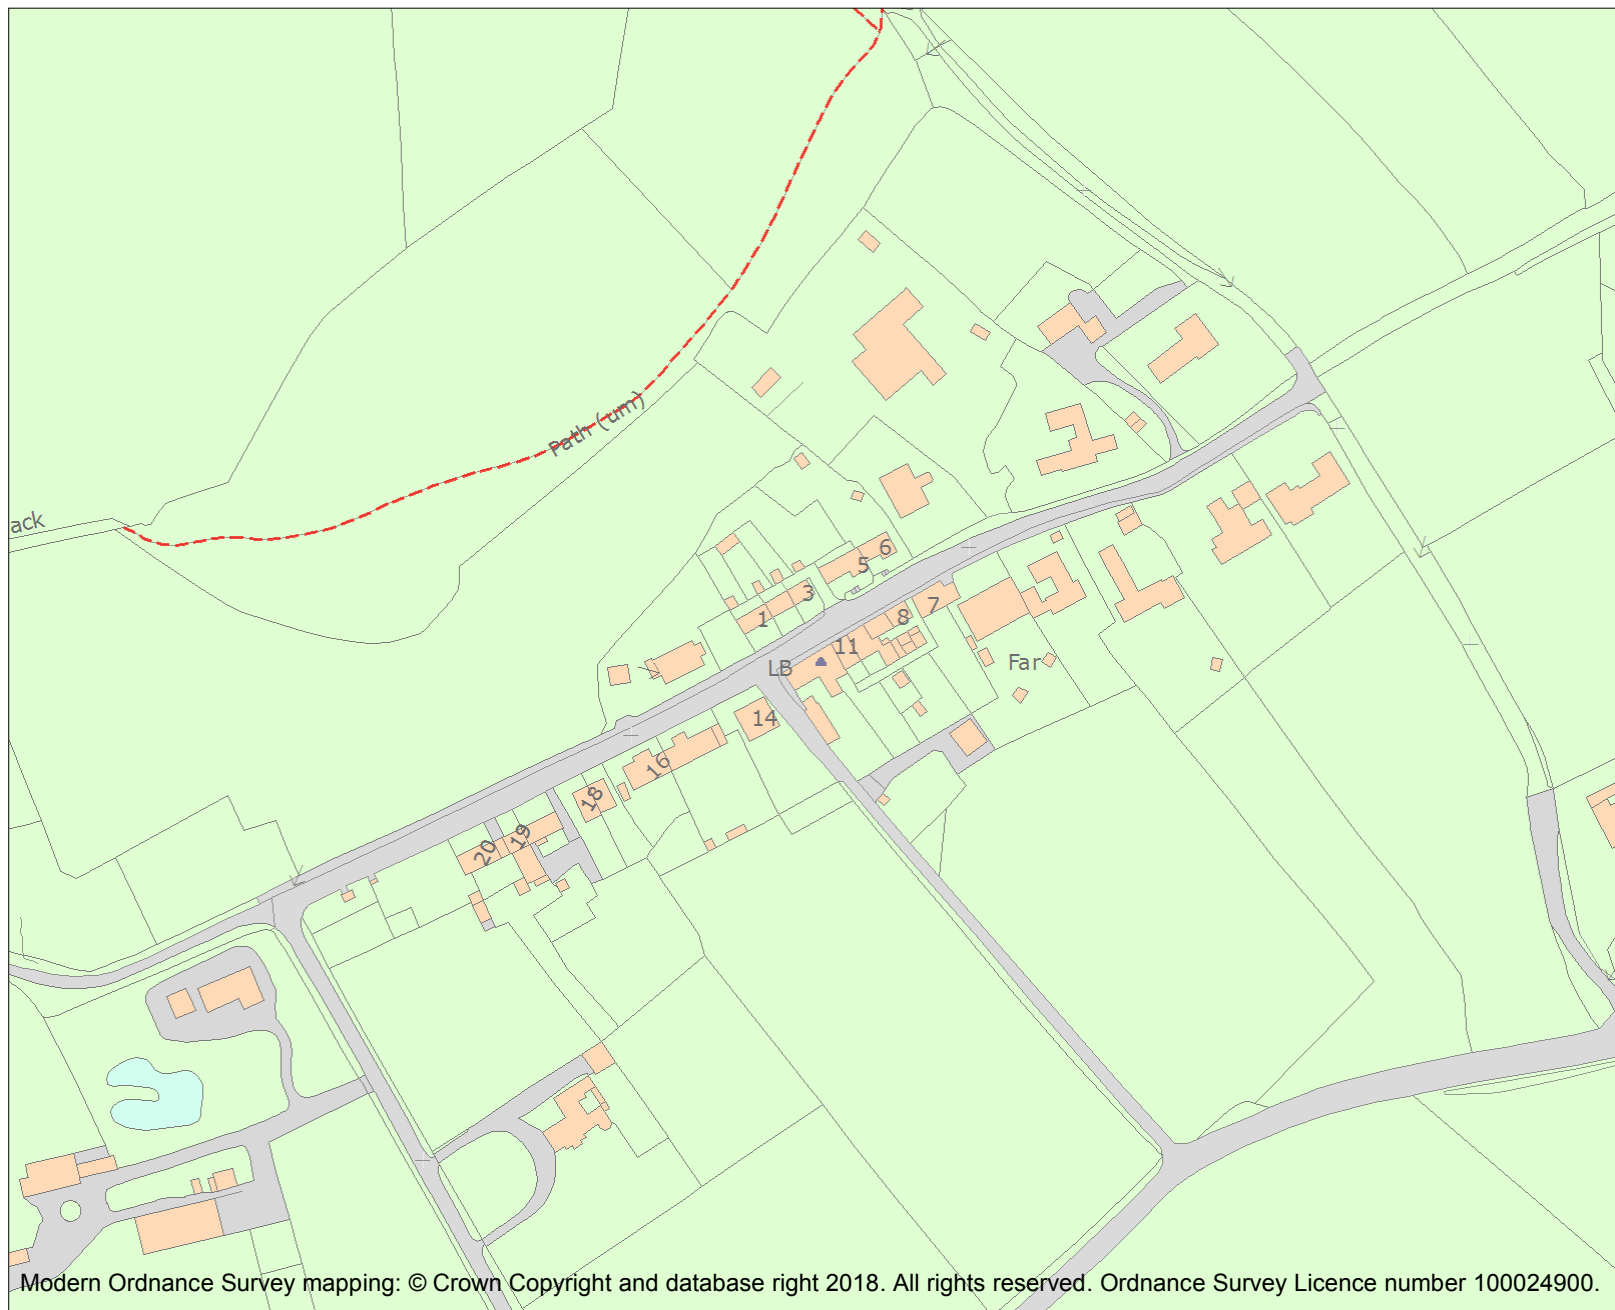 ack
Path (um)
6
5
3
1
7
8
11
LB
Far
14
16
18
19
20
Modern Ordnance Survey mapping: © Crown Copyright and database right 2018. All rights reserved. Ordnance Survey Licence number 100024900.